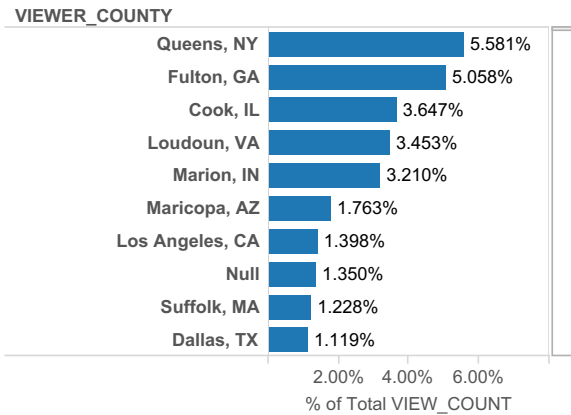 VIEWER_COUNTY
Queens, NY 5.581%
Fulton, GA 5.058%
Cook, IL 3.647%
Loudoun, VA 3.453%
Marion, IN 3.210%
Maricopa, AZ 1.763%
Los Angeles, CA 1.398%
Null 1.350%
Suffolk, MA 1.228%
Dallas, TX 1.119%
2.00% 4.00% 6.00%
% of Total VIEW_COUNT